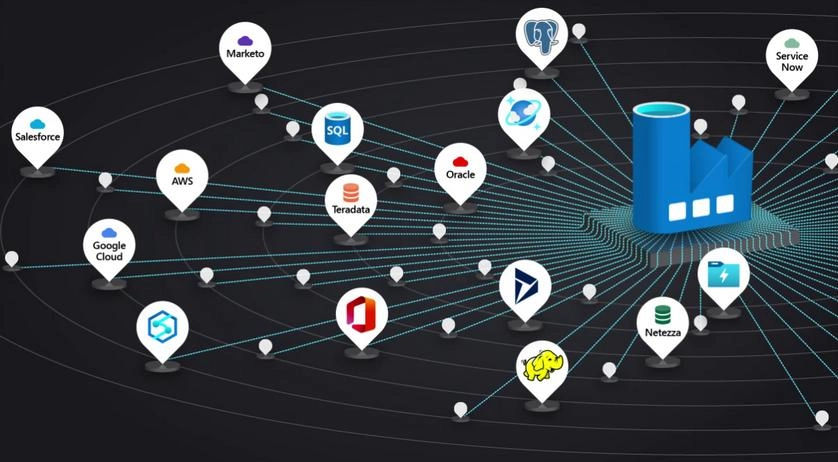 Marketo
Service
Now
Salesforce
SQL
AWS
Oracle
Teradata
Google
Cloud
Netezza